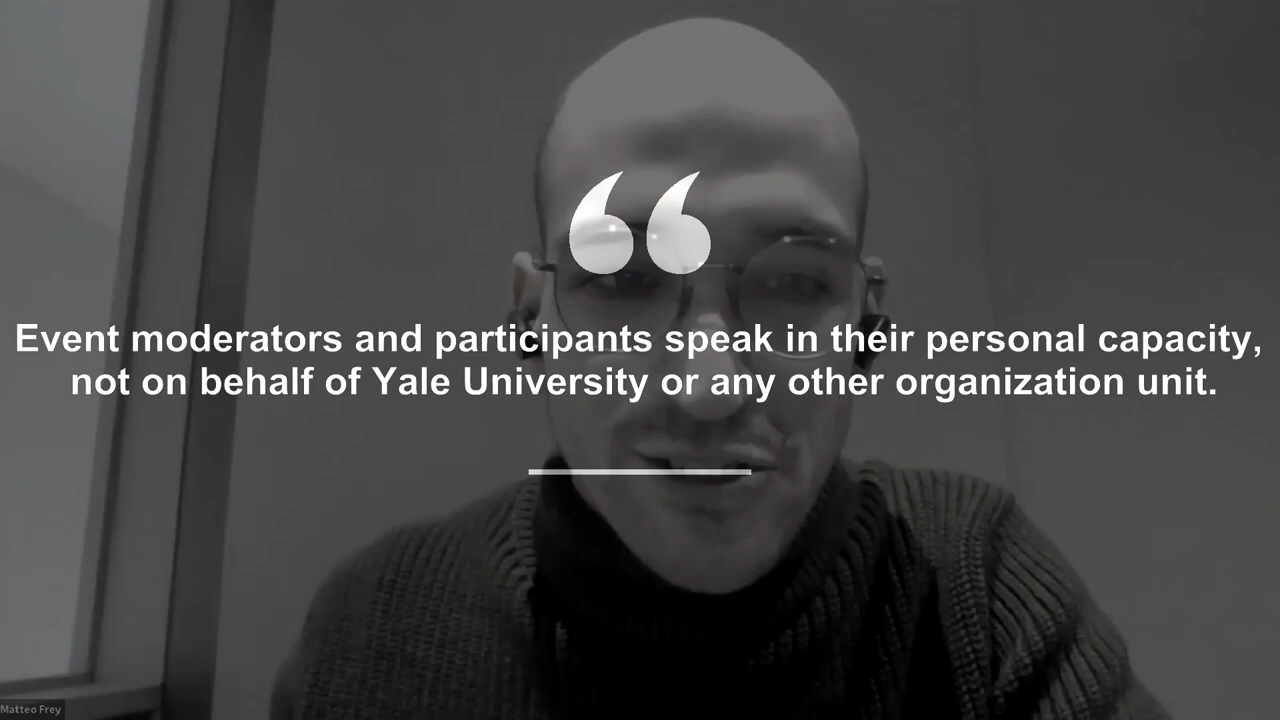 “
Event moderators and participants speak in their personal capacity,
not on behalf of Yale University or any other organization unit.
Matteo Frey